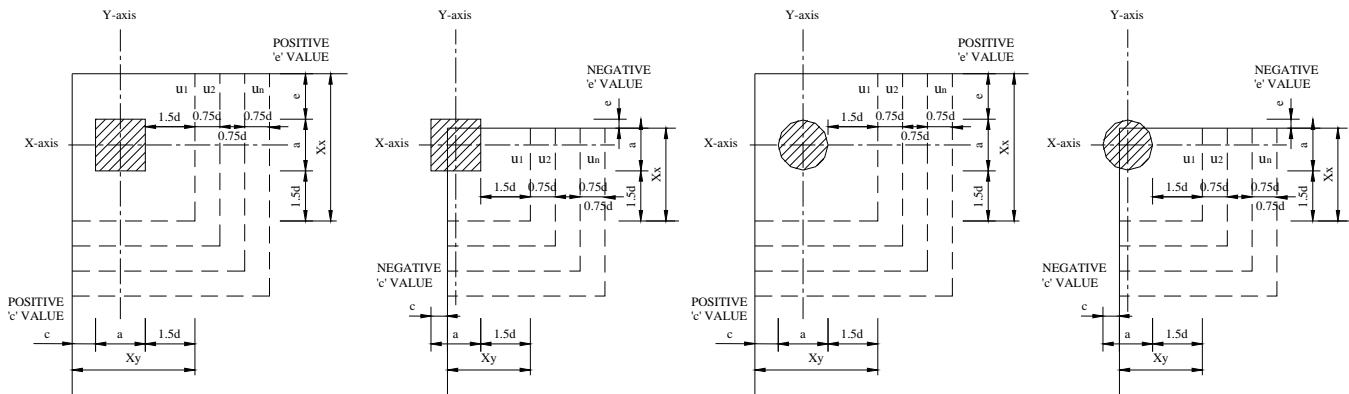 Y-axis
POSITIVE
'e' VALUE
u1
u2
un
e
1.5d
0.75d
0.75d
0.75d
X-axis
a
Xx
1.5d
POSITIVE
'c' VALUE
c
a
1.5d
Xy
Y-axis
NEGATIVE
'e' VALUE
e
X-axis
a
u1
u2
un
Xx
1.5d
0.75d
0.75d
0.75d
1.5d
NEGATIVE
'c' VALUE
c
a
1.5d
Xy
Y-axis
POSITIVE
'e' VALUE
u1
u2
un
e
1.5d
0.75d
0.75d
0.75d
X-axis
a
Xx
1.5d
POSITIVE
'c' VALUE
c
a
1.5d
Xy
Y-axis
NEGATIVE
'e' VALUE
e
X-axis
a
u1
u2
un
Xx
1.5d
0.75d
0.75d
0.75d
1.5d
NEGATIVE
'c' VALUE
c
a
1.5d
Xy